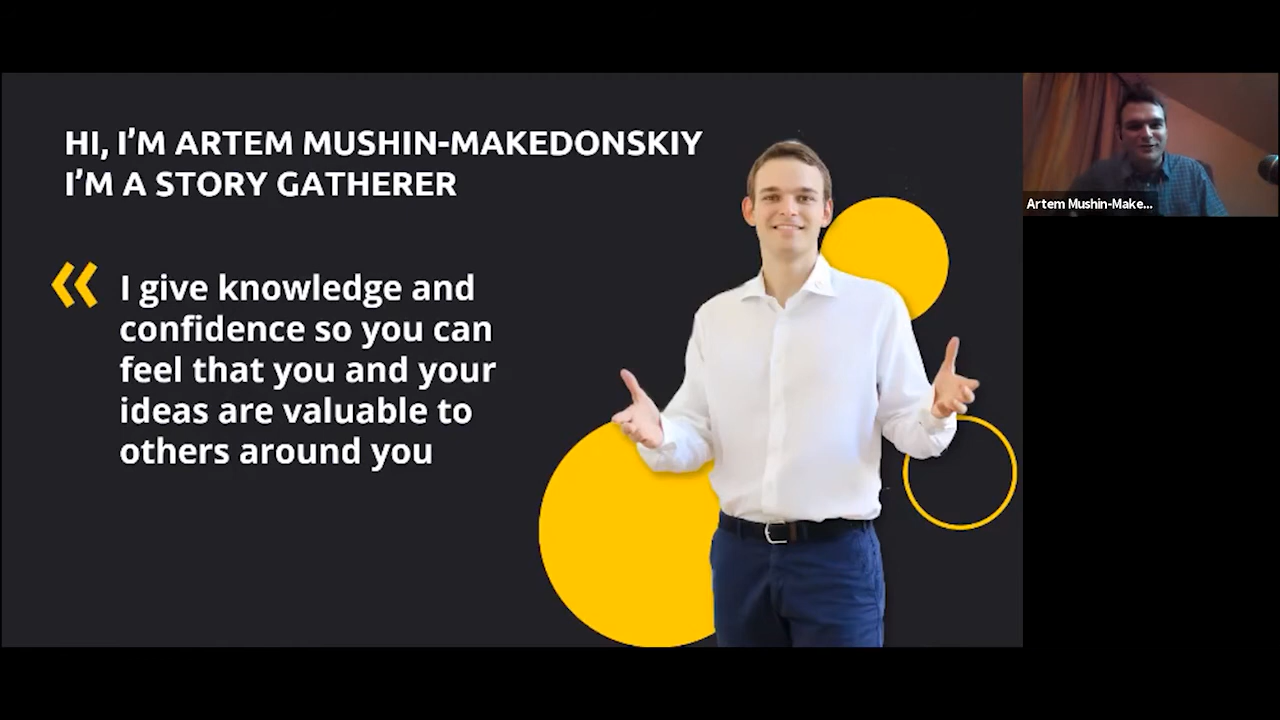 HI, I'M ARTEM MUSHIN-MAKEDONSKIY
I'M A STORY GATHERER
I give knowledge and
confidence so you can
feel that you and your
ideas are valuable to
others around you
Artem Mushin-Make...